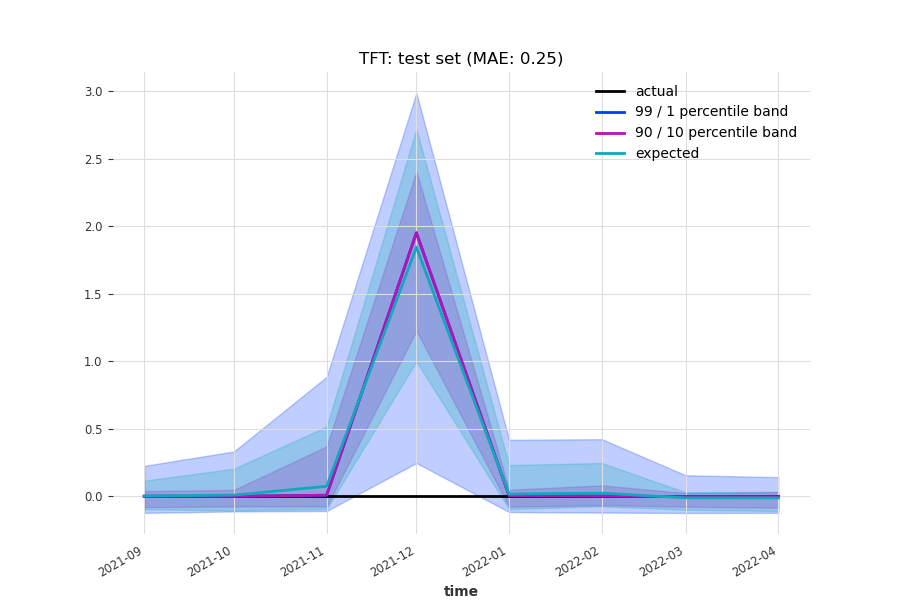 TFT: test set (MAE: 0.25)
3.0
2.5
2.0
1.5
1.0
0.5
0.0
actual
99 / 1 percentile band
90 / 10 percentile band
expected
2021-09
2021-10
2021-11
2021-12
2022-01
2022-02
2022-03
2022-04
time